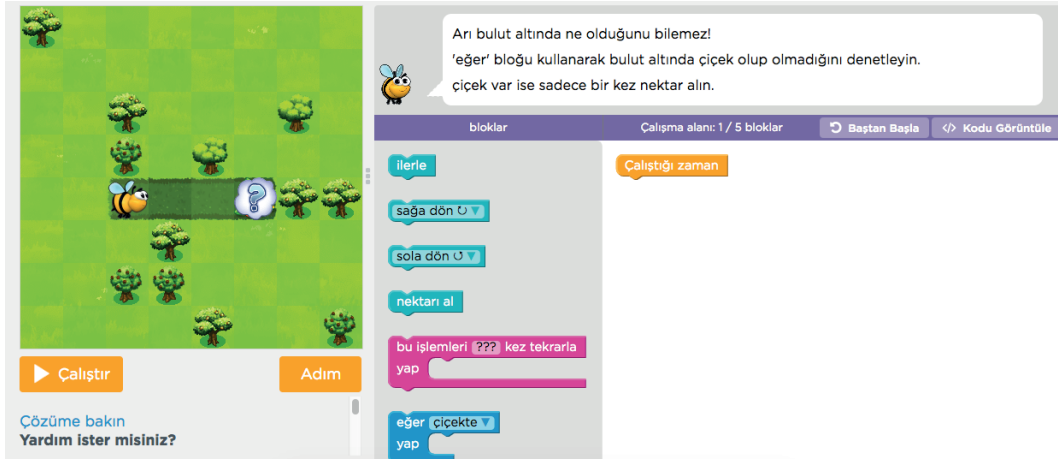 Arı bulut altında ne olduğunu bilemez!
'eğer' bloğu kullanarak bulut altında çiçek olup olmadığını denetleyin.
çiçek var ise sadece bir kez nektar alın.
bloklar
Çalışma alanı: 1 / 5 bloklar
Baştan Başla
</> Kodu Görüntüle
ilerle
Çalıştığı zaman
sağa dön ↻ ▼
sola dön ↺ ▼
nektarı al
bu işlemleri ??? kez tekrarla
yap
eğer çiçekte ▼
yap
?
Çalıştır
Adım
Çözüme bakın
Yardım ister misiniz?